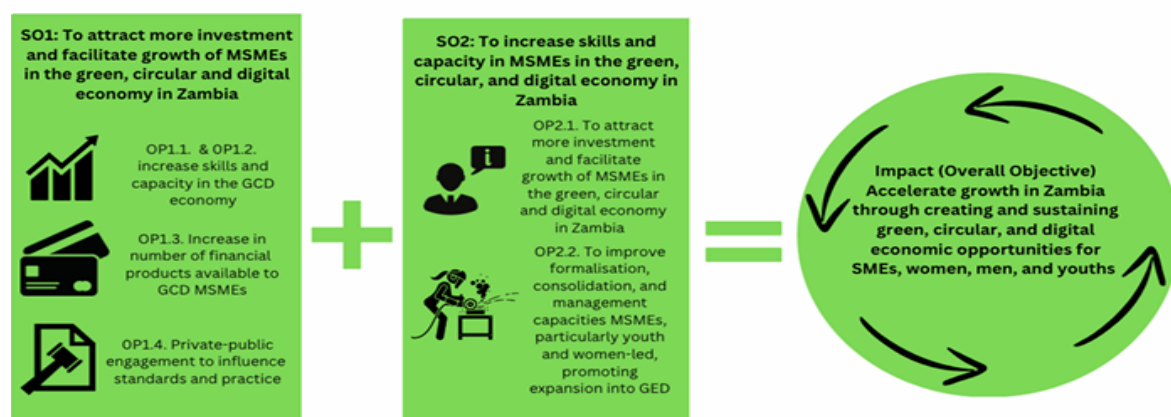 SO1: To attract more investment
and facilitate growth of MSMEs
in the green, circular and digital
economy in Zambia
OP1.1. & OP1.2.
increase skills and
capacity in the GCD
economy
OP1.3. Increase in
number of financial
products available to
GCD MSMEs
OP1.4. Private-public
engagement to influence
standards and practice
+
SO2: To increase skills and
capacity in MSMEs in the green,
circular, and digital economy in
Zambia
i
OP2.1. To attract
more investment
and facilitate
growth of MSMEs in
the green, circular
and digital economy
in Zambia
OP2.2. To improve
formalisation,
consolidation, and
management
capacities MSMEs,
particularly youth
and women-led,
promoting
expansion into GED
=
Impact (Overall Objective)
Accelerate growth in Zambia
through creating and sustaining
green, circular, and digital
economic opportunities for
SMEs, women, men, and youths